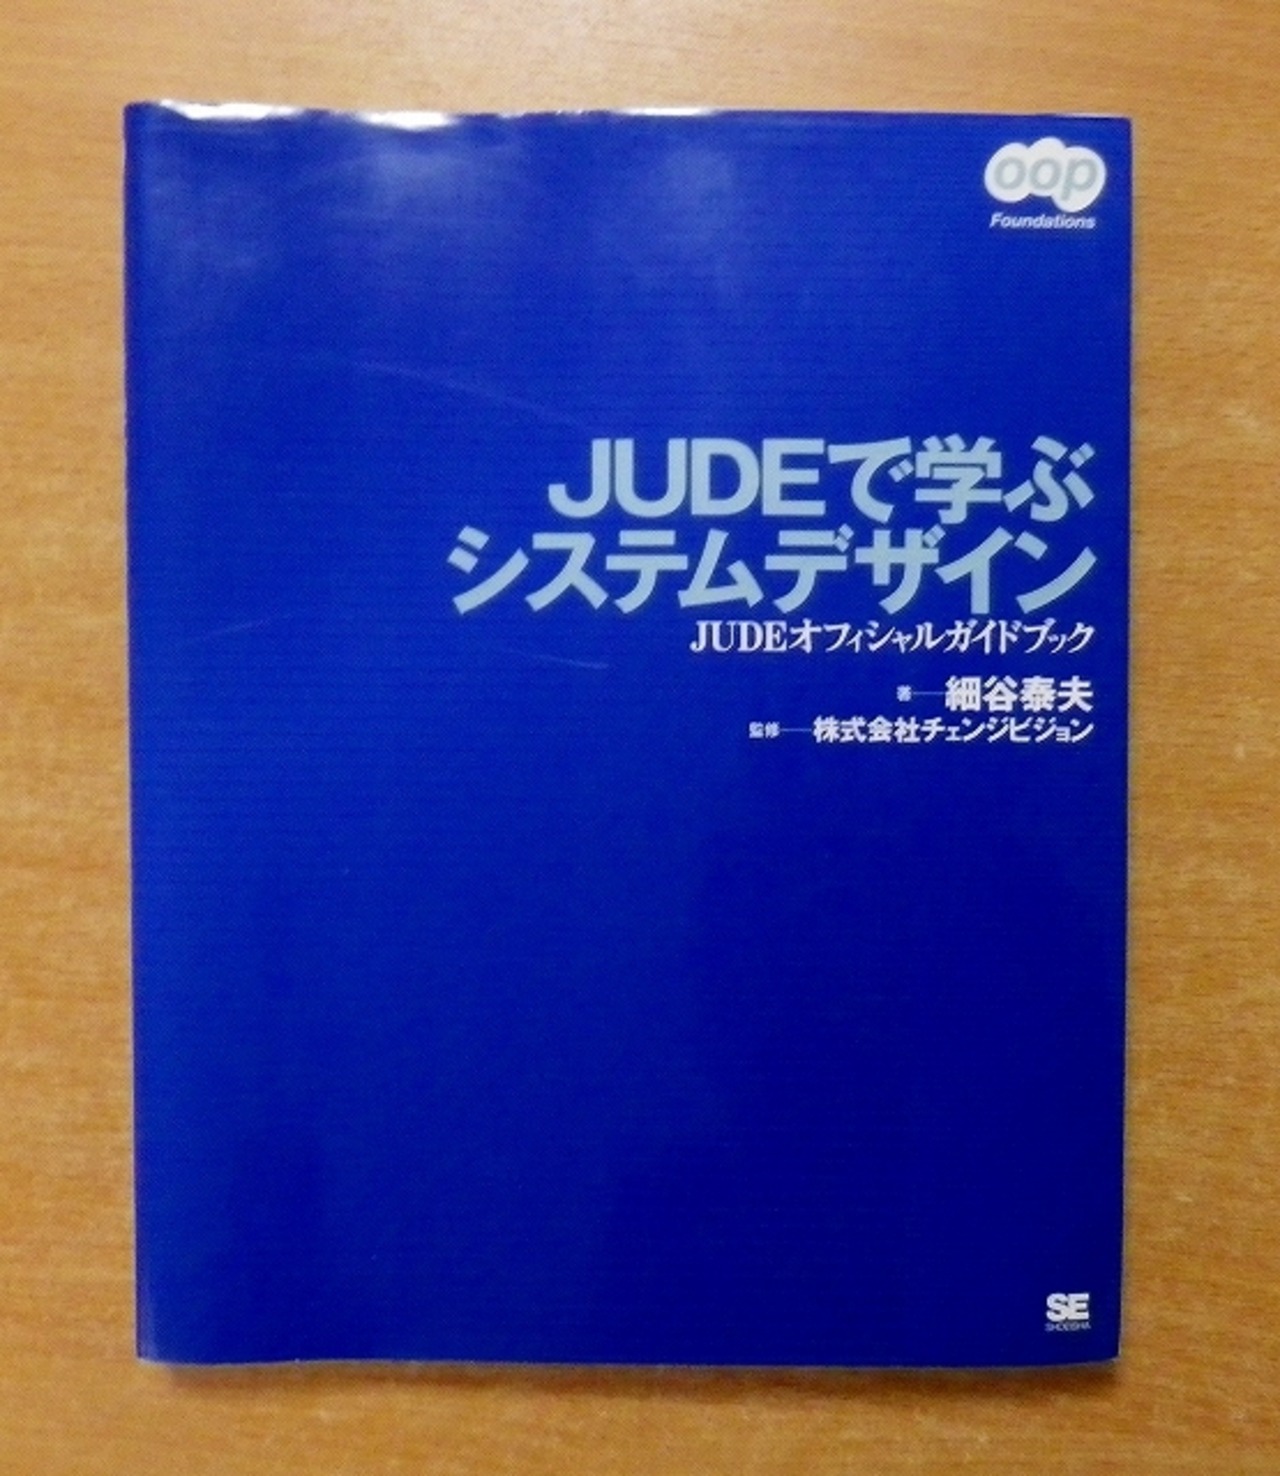 oop
Foundations
JUDEで学ぶ
システムデザイン
JUDEオフィシャルガイドブック
著──細谷泰夫
監修──株式会社チェンジビジョン
SE
SHOEISHA